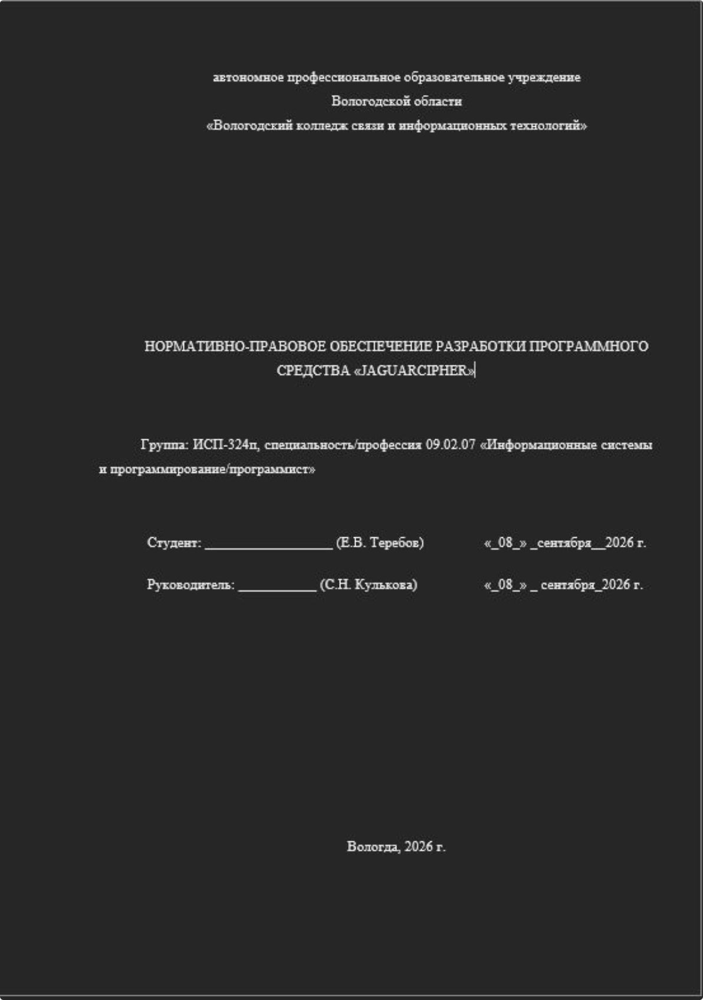 автономное профессиональное образовательное учреждение
Вологодской области
«Вологодский колледж связи и информационных технологий»
НОРМАТИВНО-ПРАВОВОЕ ОБЕСПЕЧЕНИЕ РАЗРАБОТКИ ПРОГРАММНОГО
СРЕДСТВА «JAGUARCIPHER»
Группа: ИСП-324п, специальность/профессия 09.02.07 «Информационные системы
и программирование/программист»
Студент: __________________ (Е.В. Теребов) «_08_» _сентября__2026 г.
Руководитель: ___________ (С.Н. Кулькова) «_08_» _ сентября_2026 г.
Вологда, 2026 г.